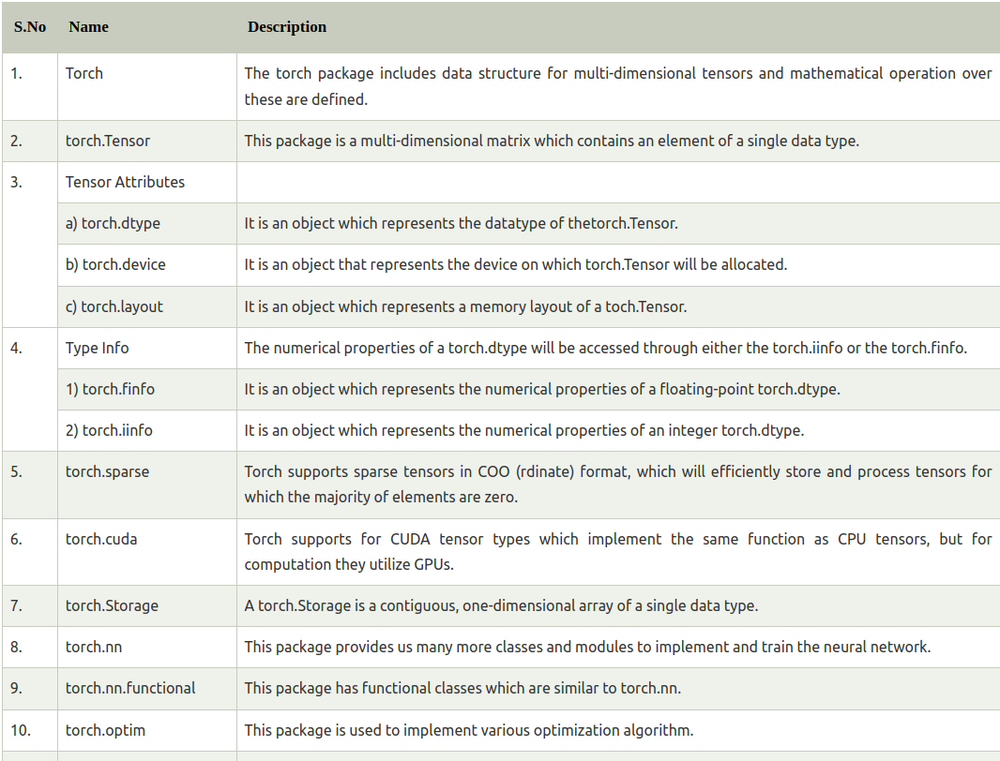 S.No Name Description
1. Torch The torch package includes data structure for multi-dimensional tensors and mathematical operation over
these are defined.
2. torch.Tensor This package is a multi-dimensional matrix which contains an element of a single data type.
3. Tensor Attributes
a) torch.dtype It is an object which represents the datatype of thetorch.Tensor.
b) torch.device It is an object that represents the device on which torch.Tensor will be allocated.
c) torch.layout It is an object which represents a memory layout of a toch.Tensor.
4. Type Info The numerical properties of a torch.dtype will be accessed through either the torch.iinfo or the torch.finfo.
1) torch.finfo It is an object which represents the numerical properties of a floating-point torch.dtype.
2) torch.iinfo It is an object which represents the numerical properties of an integer torch.dtype.
5. torch.sparse Torch supports sparse tensors in COO (rdinate) format, which will efficiently store and process tensors for
which the majority of elements are zero.
6. torch.cuda Torch supports for CUDA tensor types which implement the same function as CPU tensors, but for
computation they utilize GPUs.
7. torch.Storage A torch.Storage is a contiguous, one-dimensional array of a single data type.
8. torch.nn This package provides us many more classes and modules to implement and train the neural network.
9. torch.nn.functional This package has functional classes which are similar to torch.nn.
10. torch.optim This package is used to implement various optimization algorithm.